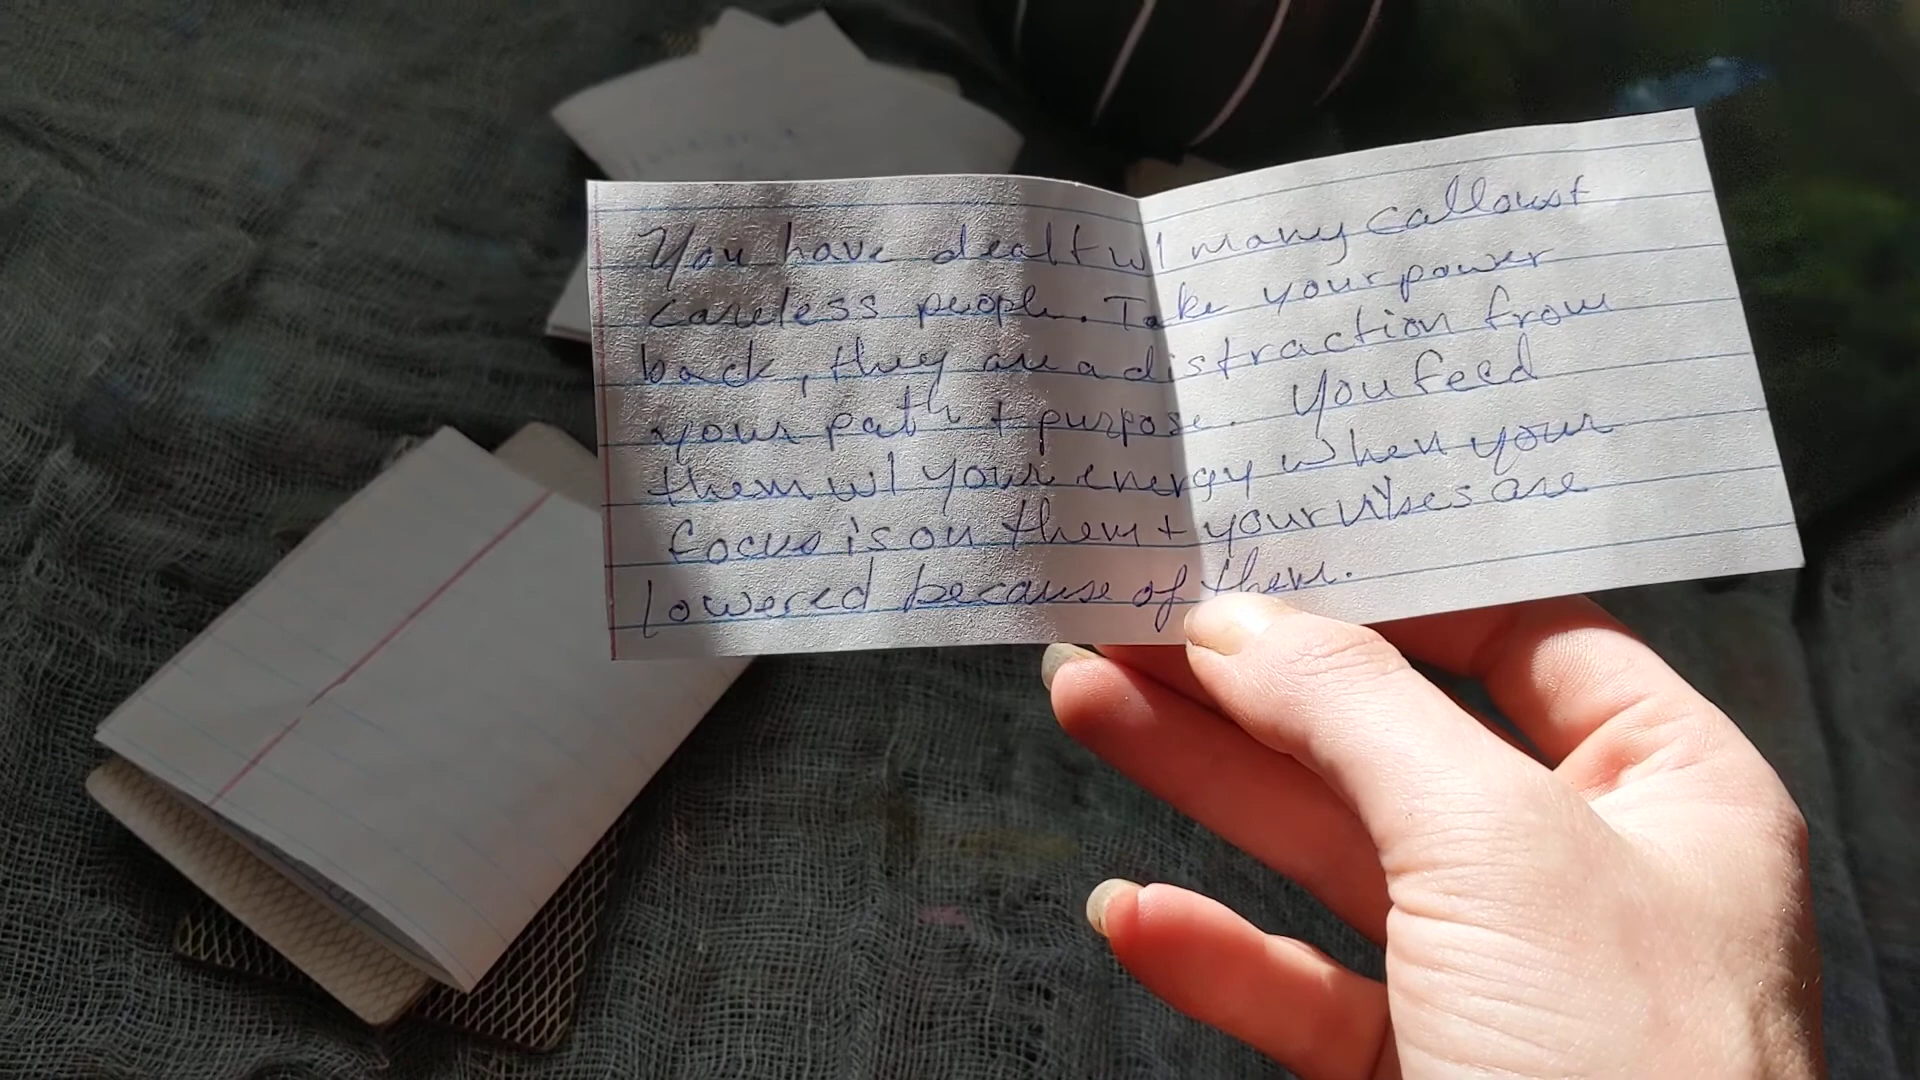 You have dealt w/ many callous +
careless people. Take your power
back, they are a distraction from
your path + purpose. You feed
them w/ your energy when your
focus is on them + your vibes are
lowered because of them.